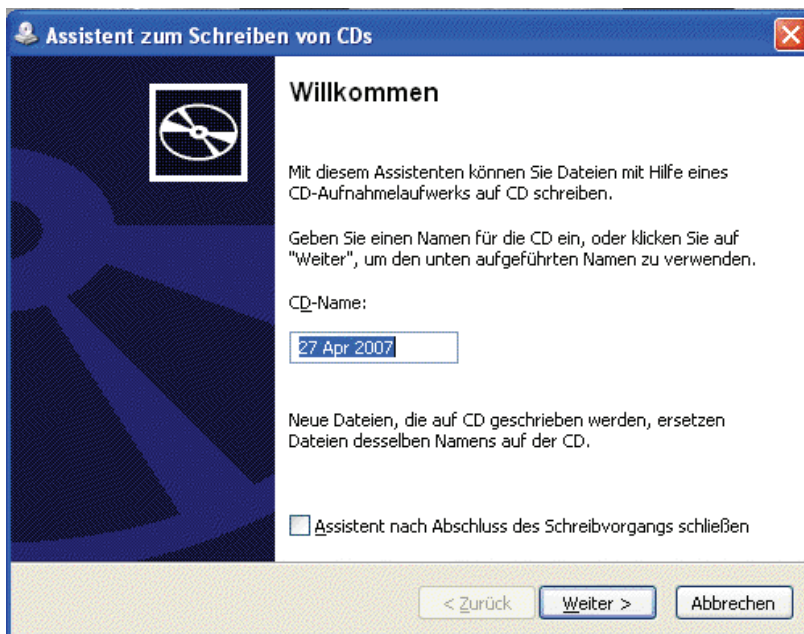 Assistent zum Schreiben von CDs
Willkommen
Mit diesem Assistenten können Sie Dateien mit Hilfe eines
CD-Aufnahmelaufwerks auf CD schreiben.
Geben Sie einen Namen für die CD ein, oder klicken Sie auf
"Weiter", um den unten aufgeführten Namen zu verwenden.
CD-Name:
27 Apr 2007
Neue Dateien, die auf CD geschrieben werden, ersetzen
Dateien desselben Namens auf der CD.
Assistent nach Abschluss des Schreibvorgangs schließen
< Zurück Weiter > Abbrechen